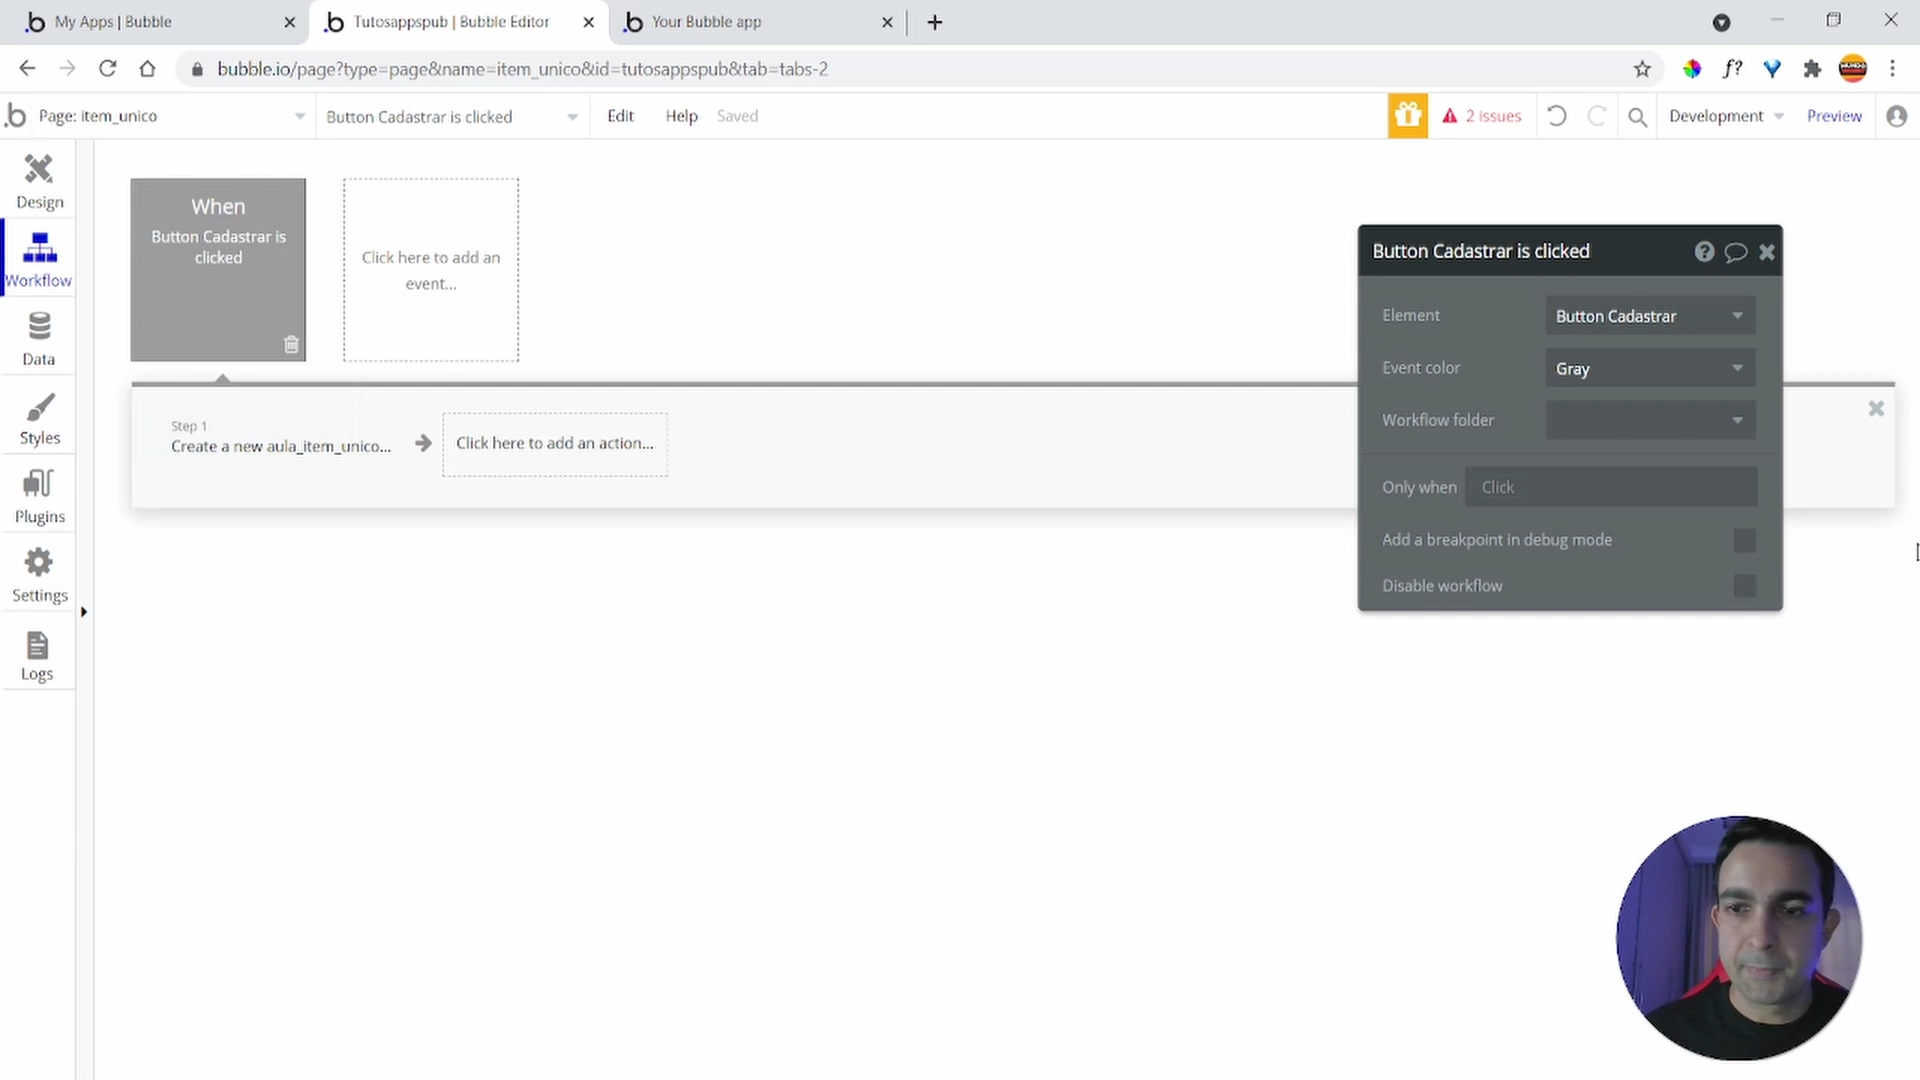 My Apps | Bubble
Tutosappspub | Bubble Editor
Your Bubble app
bubble.io/page?type=page&name=item_unico&id=tutosappspub&tab=tabs-2
f?
Page: item_unico
Button Cadastrar is clicked
Edit
Help
Saved
2 issues
Development
Preview
Design
Workflow
Data
Styles
Plugins
Settings
Logs
When
Button Cadastrar is
clicked
Click here to add an
event...
Step 1
Create a new aula_item_unico...
Click here to add an action...
Button Cadastrar is clicked
Element
Button Cadastrar
Event color
Gray
Workflow folder
Only when
Click
Add a breakpoint in debug mode
Disable workflow